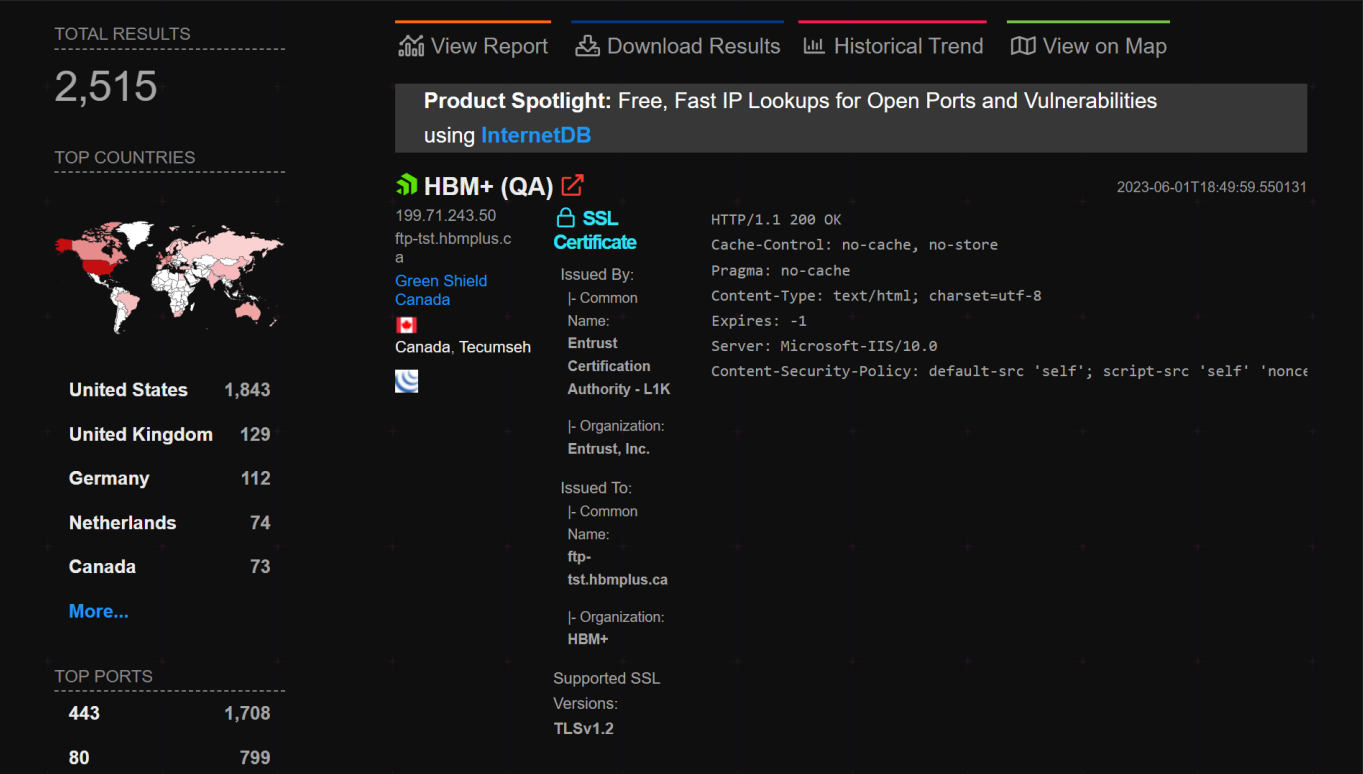 TOTAL RESULTS
2,515
TOP COUNTRIES
United States 1,843
United Kingdom 129
Germany 112
Netherlands 74
Canada 73
More...
TOP PORTS
443 1,708
80 799
View Report
Download Results
Historical Trend
View on Map
Product Spotlight: Free, Fast IP Lookups for Open Ports and Vulnerabilities
using InternetDB
HBM+ (QA)
2023-06-01T18:49:59.550131
199.71.243.50
ftp-tst.hbmplus.c
a
Green Shield
Canada
Canada, Tecumseh
SSL
Certificate
Issued By:
|- Common
Name:
Entrust
Certification
Authority - L1K
|- Organization:
Entrust, Inc.
Issued To:
|- Common
Name:
ftp-
tst.hbmplus.ca
|- Organization:
HBM+
Supported SSL
Versions:
TLSv1.2
HTTP/1.1 200 OK
Cache-Control: no-cache, no-store
Pragma: no-cache
Content-Type: text/html; charset=utf-8
Expires: -1
Server: Microsoft-IIS/10.0
Content-Security-Policy: default-src 'self'; script-src 'self' 'nonce